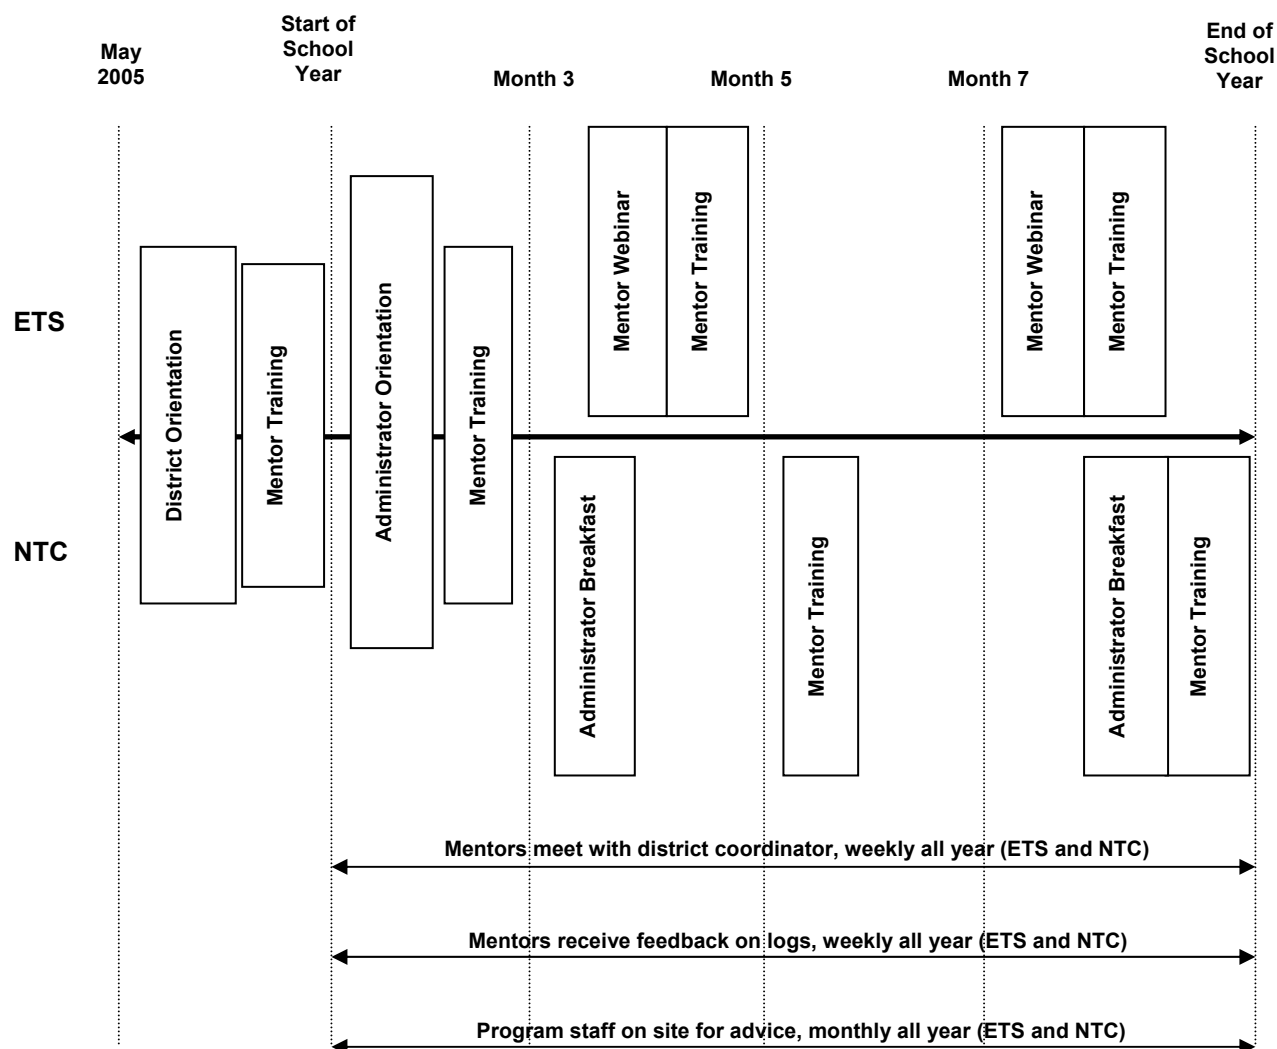 May
2005
Start of
School
Year
Month 3
Month 5
Month 7
End of
School
Year
ETS
NTC
District Orientation
Mentor Training
Administrator Orientation
Mentor Training
Mentor Webinar
Mentor Training
Mentor Webinar
Mentor Training
Administrator Breakfast
Mentor Training
Administrator Breakfast
Mentor Training
Mentors meet with district coordinator, weekly all year (ETS and NTC)
Mentors receive feedback on logs, weekly all year (ETS and NTC)
Program staff on site for advice, monthly all year (ETS and NTC)